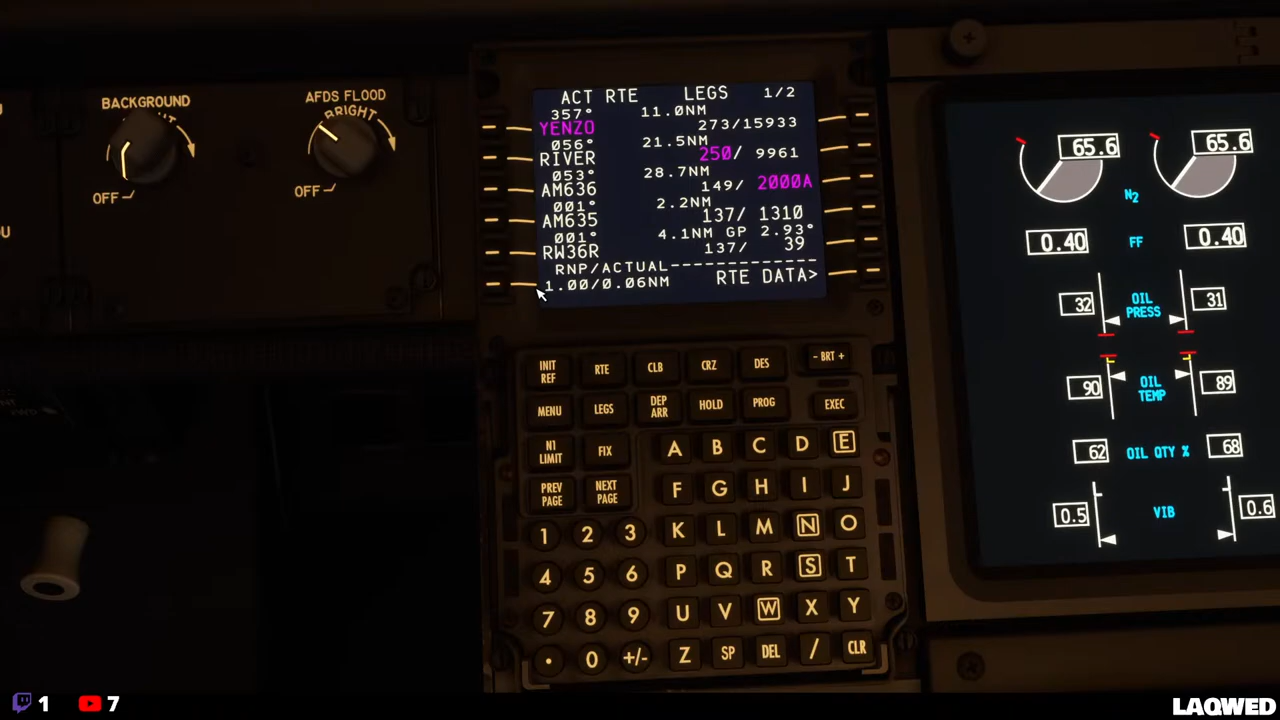 BACKGROUND
OFF
AFDS FLOOD
BRIGHT
OFF
U
ACT RTE LEGS 1/2
357° 11.0NM
YENZO 273/15933
056° 21.5NM
RIVER 250/ 9961
053° 28.7NM
AM636 149/ 2000A
001° 2.2NM
AM635 137/ 1310
001° 4.1NM GP 2.93°
RW36R 137/ 39
RNP/ACTUAL------------
1.00/0.06NM RTE DATA>
INIT REF
RTE
CLB
CRZ
DES
- BRT +
MENU
LEGS
DEP ARR
HOLD
PROG
EXEC
N1 LIMIT
FIX
A B C D E
PREV PAGE
NEXT PAGE
F G H I J
1 2 3 K L M N O
4 5 6 P Q R S T
7 8 9 U V W X Y
. 0 +/- Z SP DEL / CLR
65.6 65.6
N2
0.40 FF 0.40
32 OIL PRESS 31
90 OIL TEMP 89
62 OIL QTY % 68
0.5 VIB 0.6
1 7
LAQWED